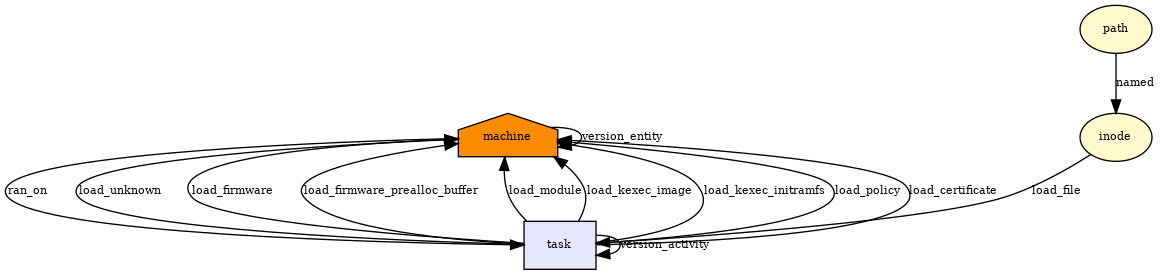 path
named
machine
version_entity
inode
ran_on
load_unknown
load_firmware
load_firmware_prealloc_buffer
load_module
load_kexec_image
load_kexec_initramfs
load_policy
load_certificate
load_file
task
version_activity